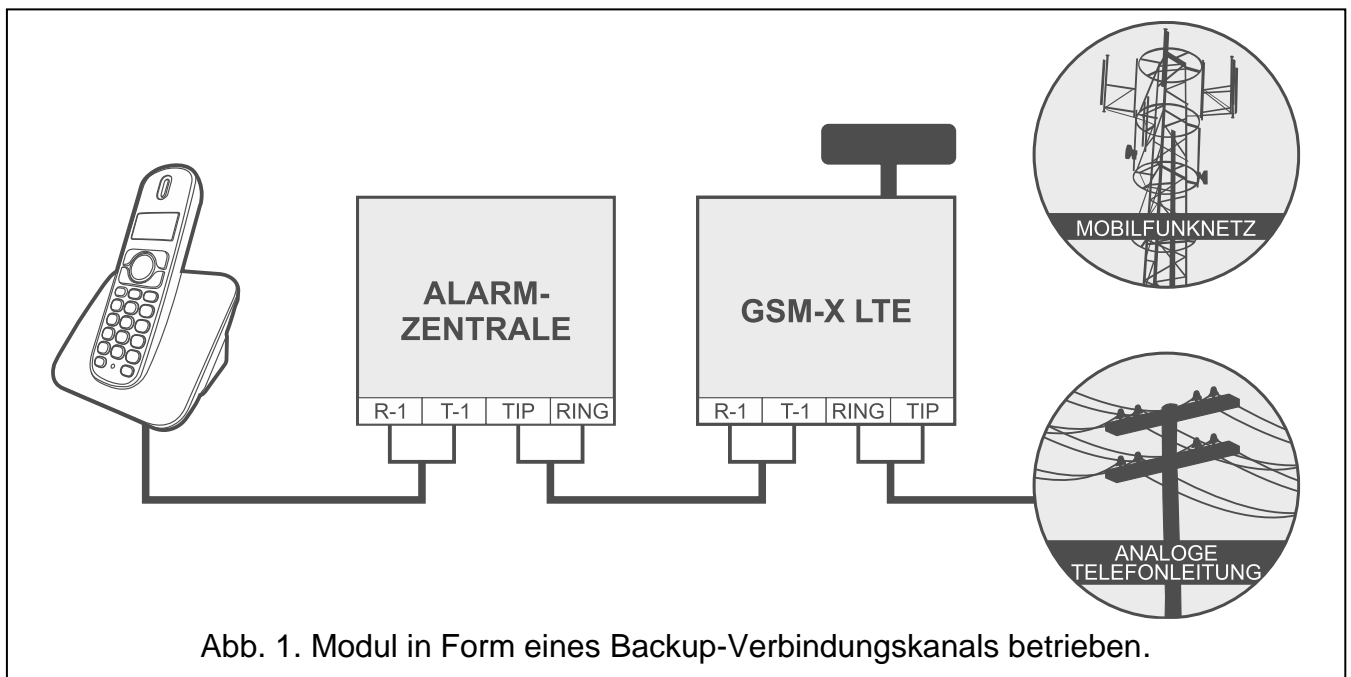 MOBILFUNKNETZ
ALARM-
ZENTRALE
GSM-X LTE
R-1 T-1 TIP RING
R-1 T-1 RING TIP
ANALOGE
TELEFONLEITUNG
Abb. 1. Modul in Form eines Backup-Verbindungskanals betrieben.